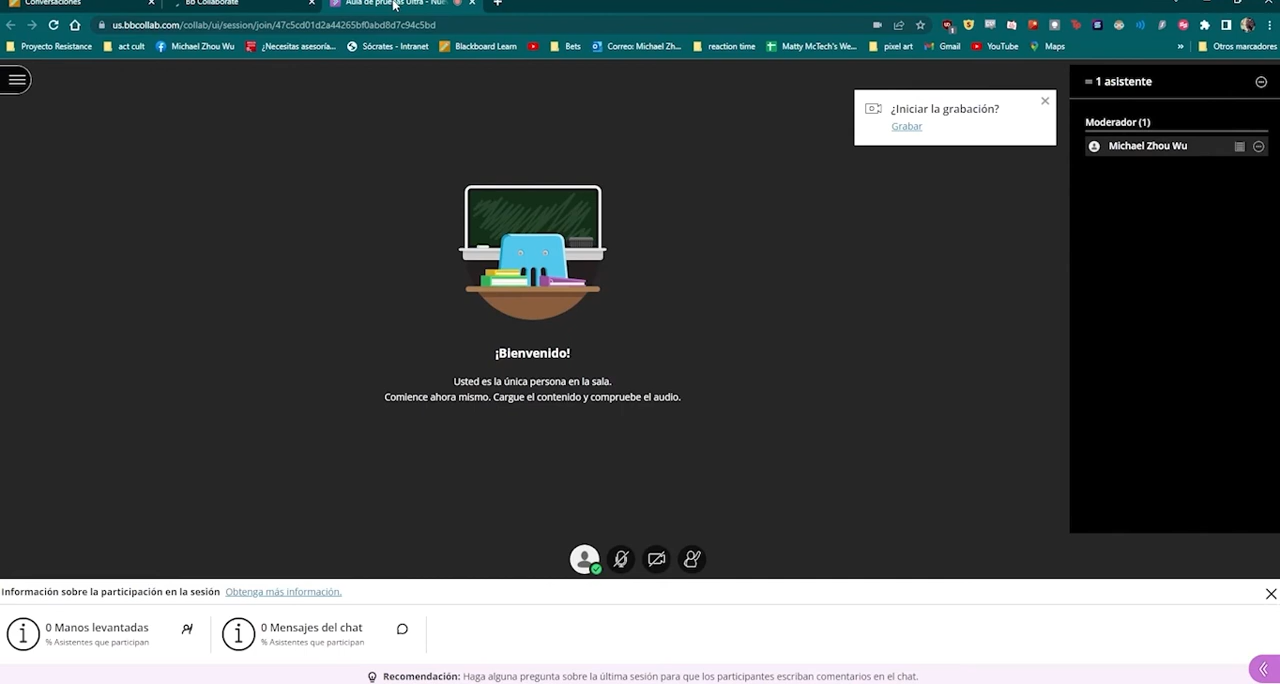 Conversaciones
Bb Collaborate
Aula de pruebas Ultra - Nue
us.bbcollab.com/collab/ui/session/join/47c5cd01d2a44265bf0abd8d7c94c5bd
Proyecto Resistance
act cult
Michael Zhou Wu
¿Necesitas asesoría...
Sócrates - Intranet
Blackboard Learn
Bets
Correo: Michael Zh...
reaction time
Matty McTech's We...
pixel art
Gmail
YouTube
Maps
»
Otros marcadores
¿Iniciar la grabación?
Grabar
1 asistente
Moderador (1)
Michael Zhou Wu
¡Bienvenido!
Usted es la única persona en la sala.
Comience ahora mismo. Cargue el contenido y compruebe el audio.
Información sobre la participación en la sesión Obtenga más información.
0 Manos levantadas
% Asistentes que participan
0 Mensajes del chat
% Asistentes que participan
Recomendación: Haga alguna pregunta sobre la última sesión para que los participantes escriban comentarios en el chat.